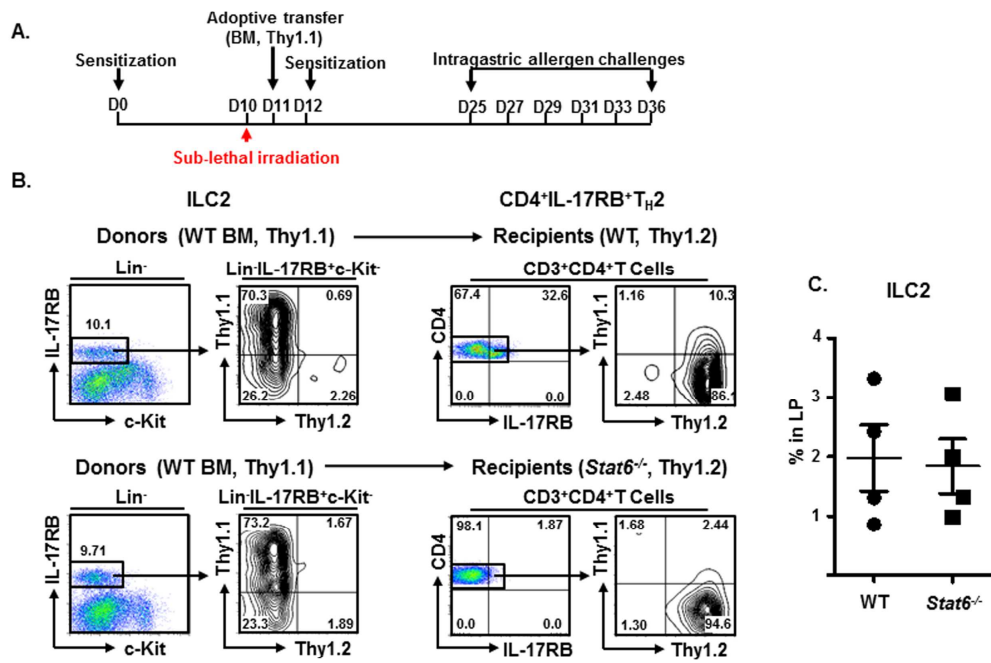 A.
Adoptive transfer
(BM, Thy1.1)
Sensitization
Sensitization
Intragastric allergen challenges
D0 D10 D11 D12 D25 D27 D29 D31 D33 D36
Sub-lethal irradiation
B.
ILC2
CD4⁺IL-17RB⁺T_H2
Donors (WT BM, Thy1.1)
Recipients (WT, Thy1.2)
Lin⁻
Lin⁻IL-17RB⁺c-Kit⁻
CD3⁺CD4⁺T Cells
IL-17RB
10.1
c-Kit
Thy1.1
70.3 0.69
26.2 2.26
Thy1.2
CD4
67.4 32.6
0.0 0.0
IL-17RB
Thy1.1
1.16 10.3
2.48 86.1
Thy1.2
Donors (WT BM, Thy1.1)
Recipients (Stat6⁻/⁻, Thy1.2)
Lin⁻
Lin⁻IL-17RB⁺c-Kit⁻
CD3⁺CD4⁺T Cells
IL-17RB
9.71
c-Kit
Thy1.1
73.2 1.67
23.3 1.89
Thy1.2
CD4
98.1 1.87
0.0 0.0
IL-17RB
Thy1.1
1.68 2.44
1.30 94.6
Thy1.2
C.
ILC2
% in LP
4
3
2
1
WT Stat6⁻/⁻